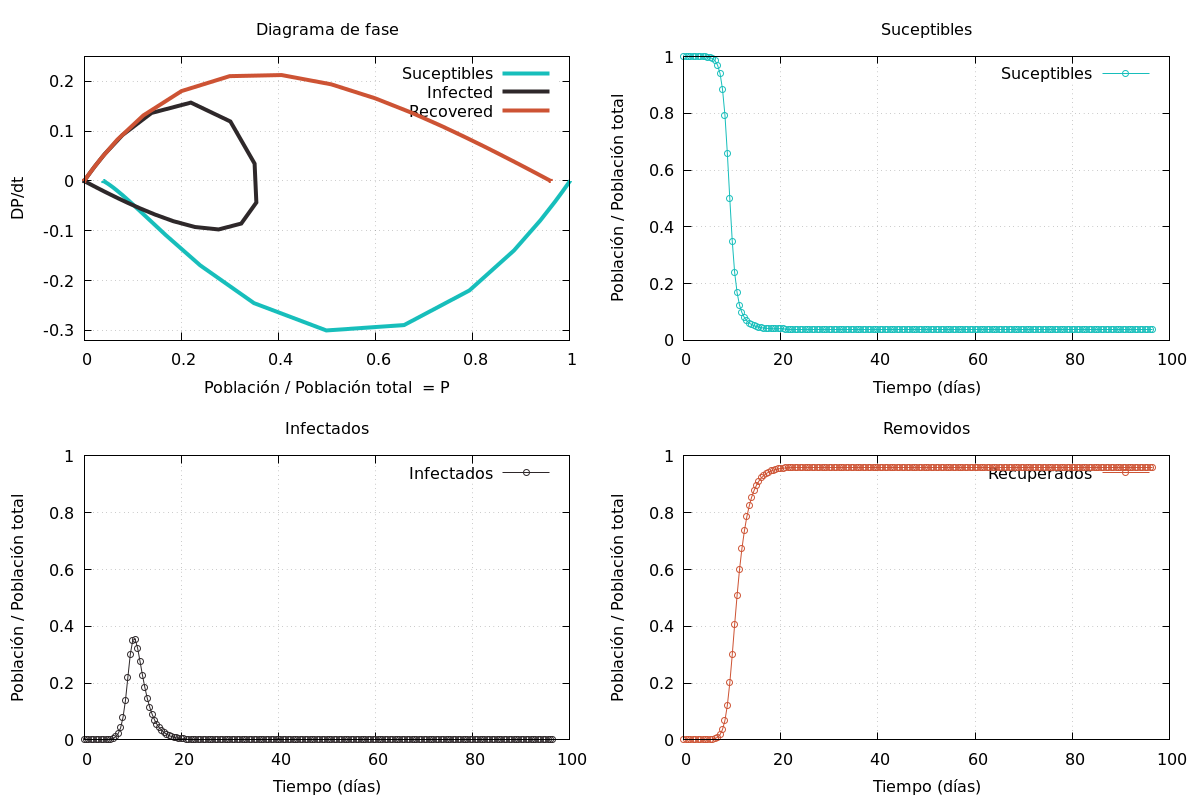 Diagrama de fase
Suceptibles
Infected
Recovered
0.2
0.1
0
-0.1
-0.2
-0.3
DP/dt
0 0.2 0.4 0.6 0.8 1
Población / Población total = P
Suceptibles
Suceptibles
1
0.8
0.6
0.4
0.2
0
Población / Población total
0 20 40 60 80 100
Tiempo (días)
Infectados
Infectados
1
0.8
0.6
0.4
0.2
0
Población / Población total
0 20 40 60 80 100
Tiempo (días)
Removidos
Recuperados
1
0.8
0.6
0.4
0.2
0
Población / Población total
0 20 40 60 80 100
Tiempo (días)